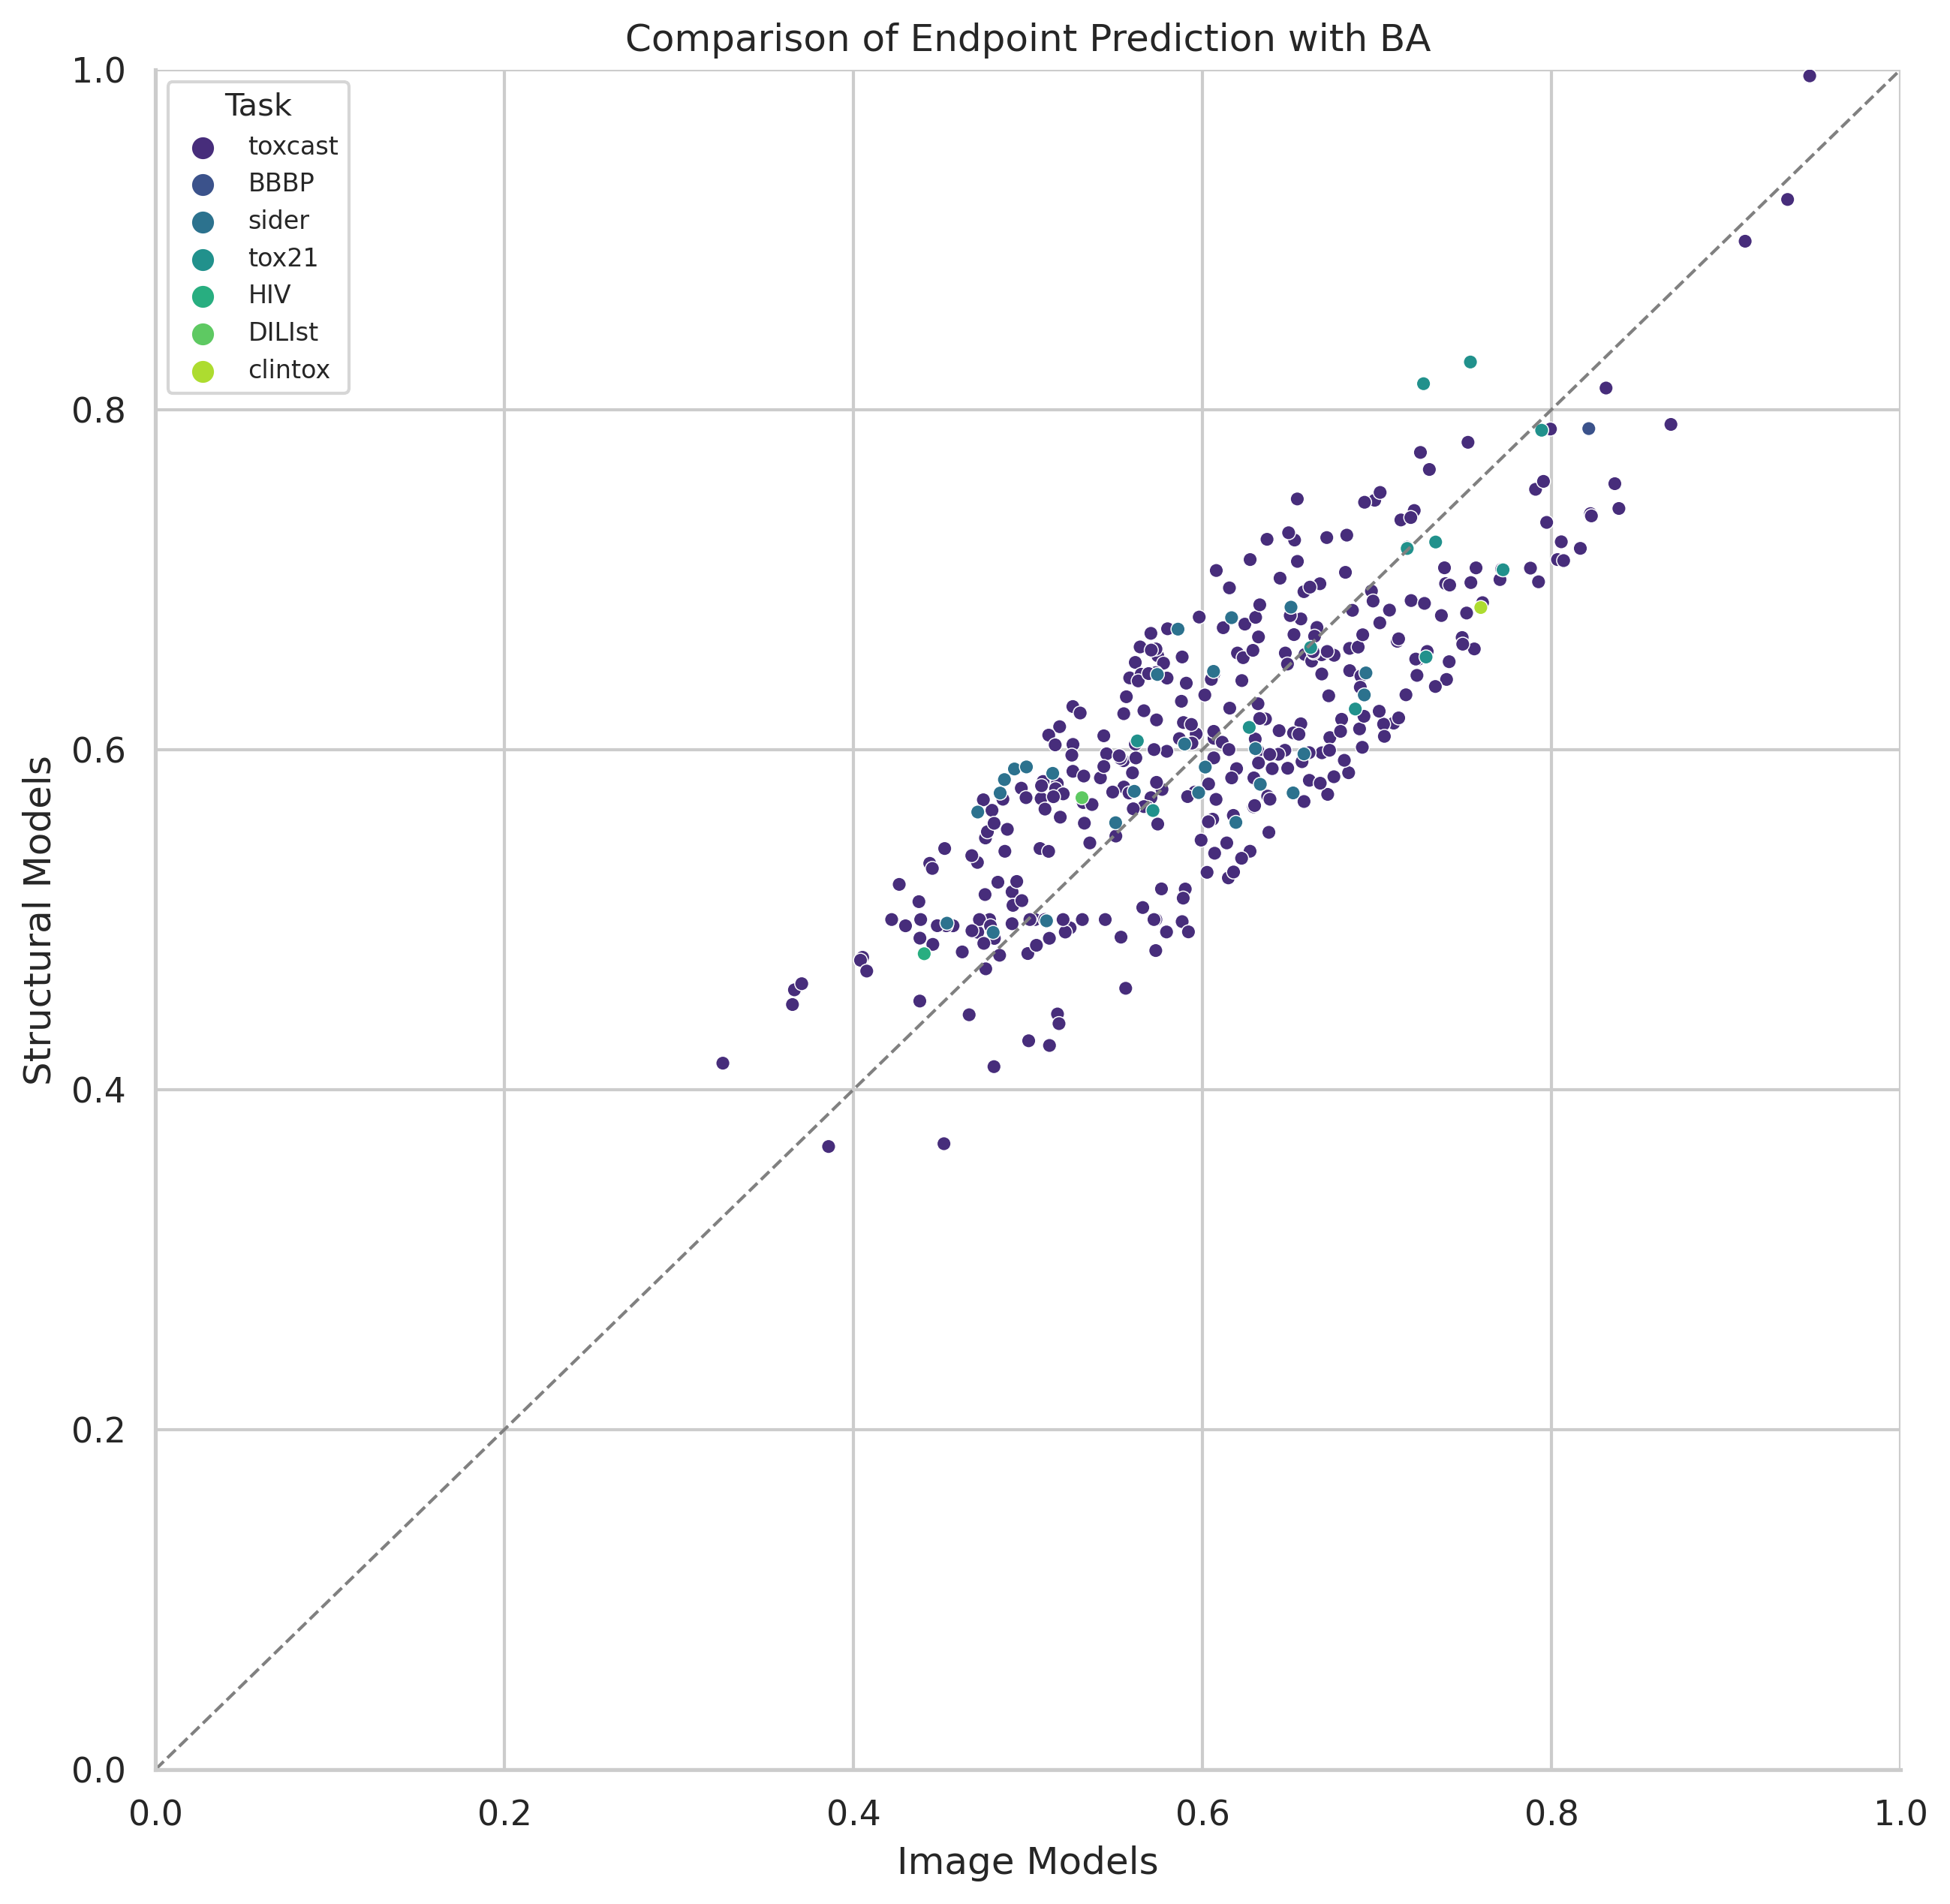 Comparison of Endpoint Prediction with BA
1.0
0.8
0.6
0.4
0.2
0.0
Structural Models
Task
toxcast
BBBP
sider
tox21
HIV
DILIst
clintox
0.0 0.2 0.4 0.6 0.8 1.0
Image Models